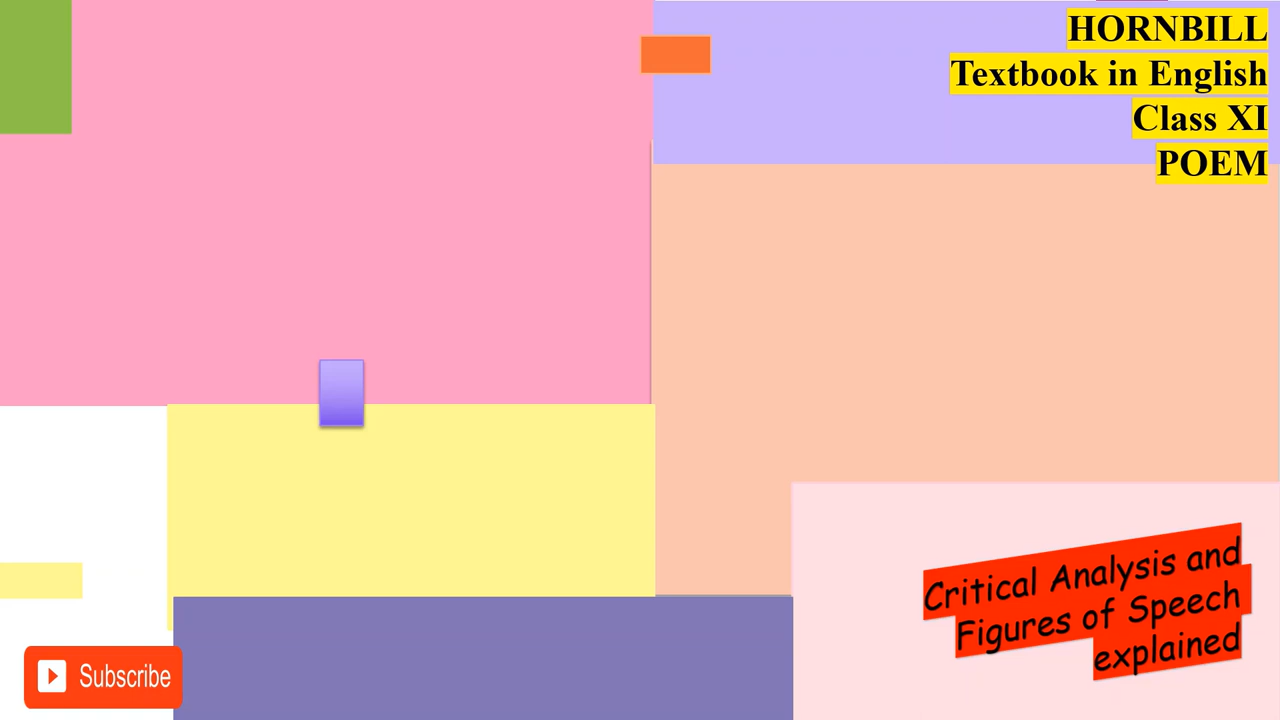 HORNBILL
Textbook in English
Class XI
POEM
Critical Analysis and
Figures of Speech
explained
Subscribe